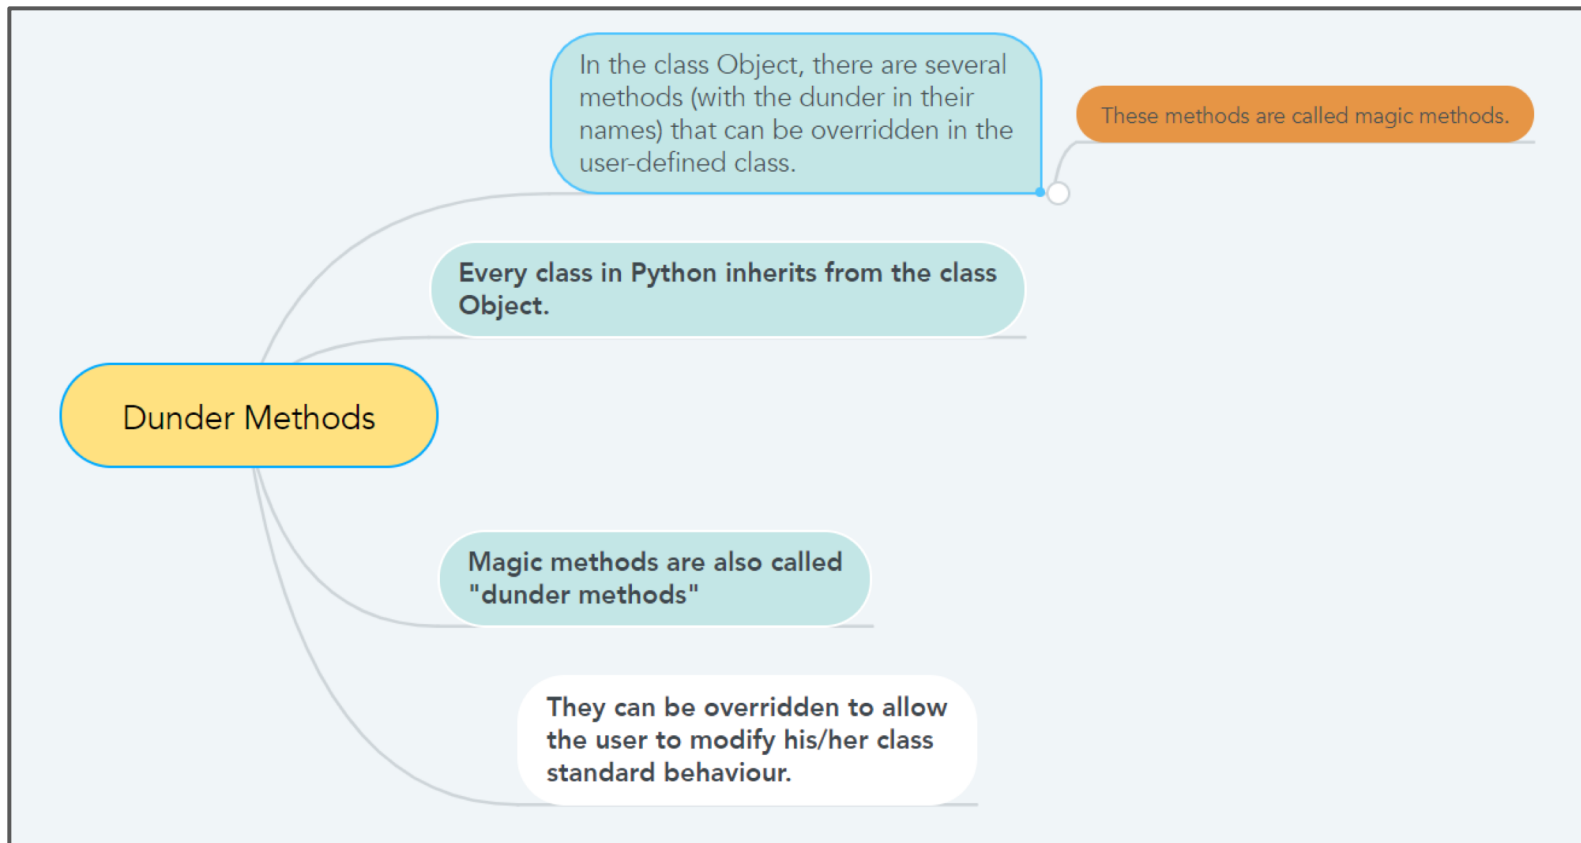 In the class Object, there are several
methods (with the dunder in their
names) that can be overridden in the
user-defined class.
These methods are called magic methods.
Every class in Python inherits from the class
Object.
Dunder Methods
Magic methods are also called
"dunder methods"
They can be overridden to allow
the user to modify his/her class
standard behaviour.